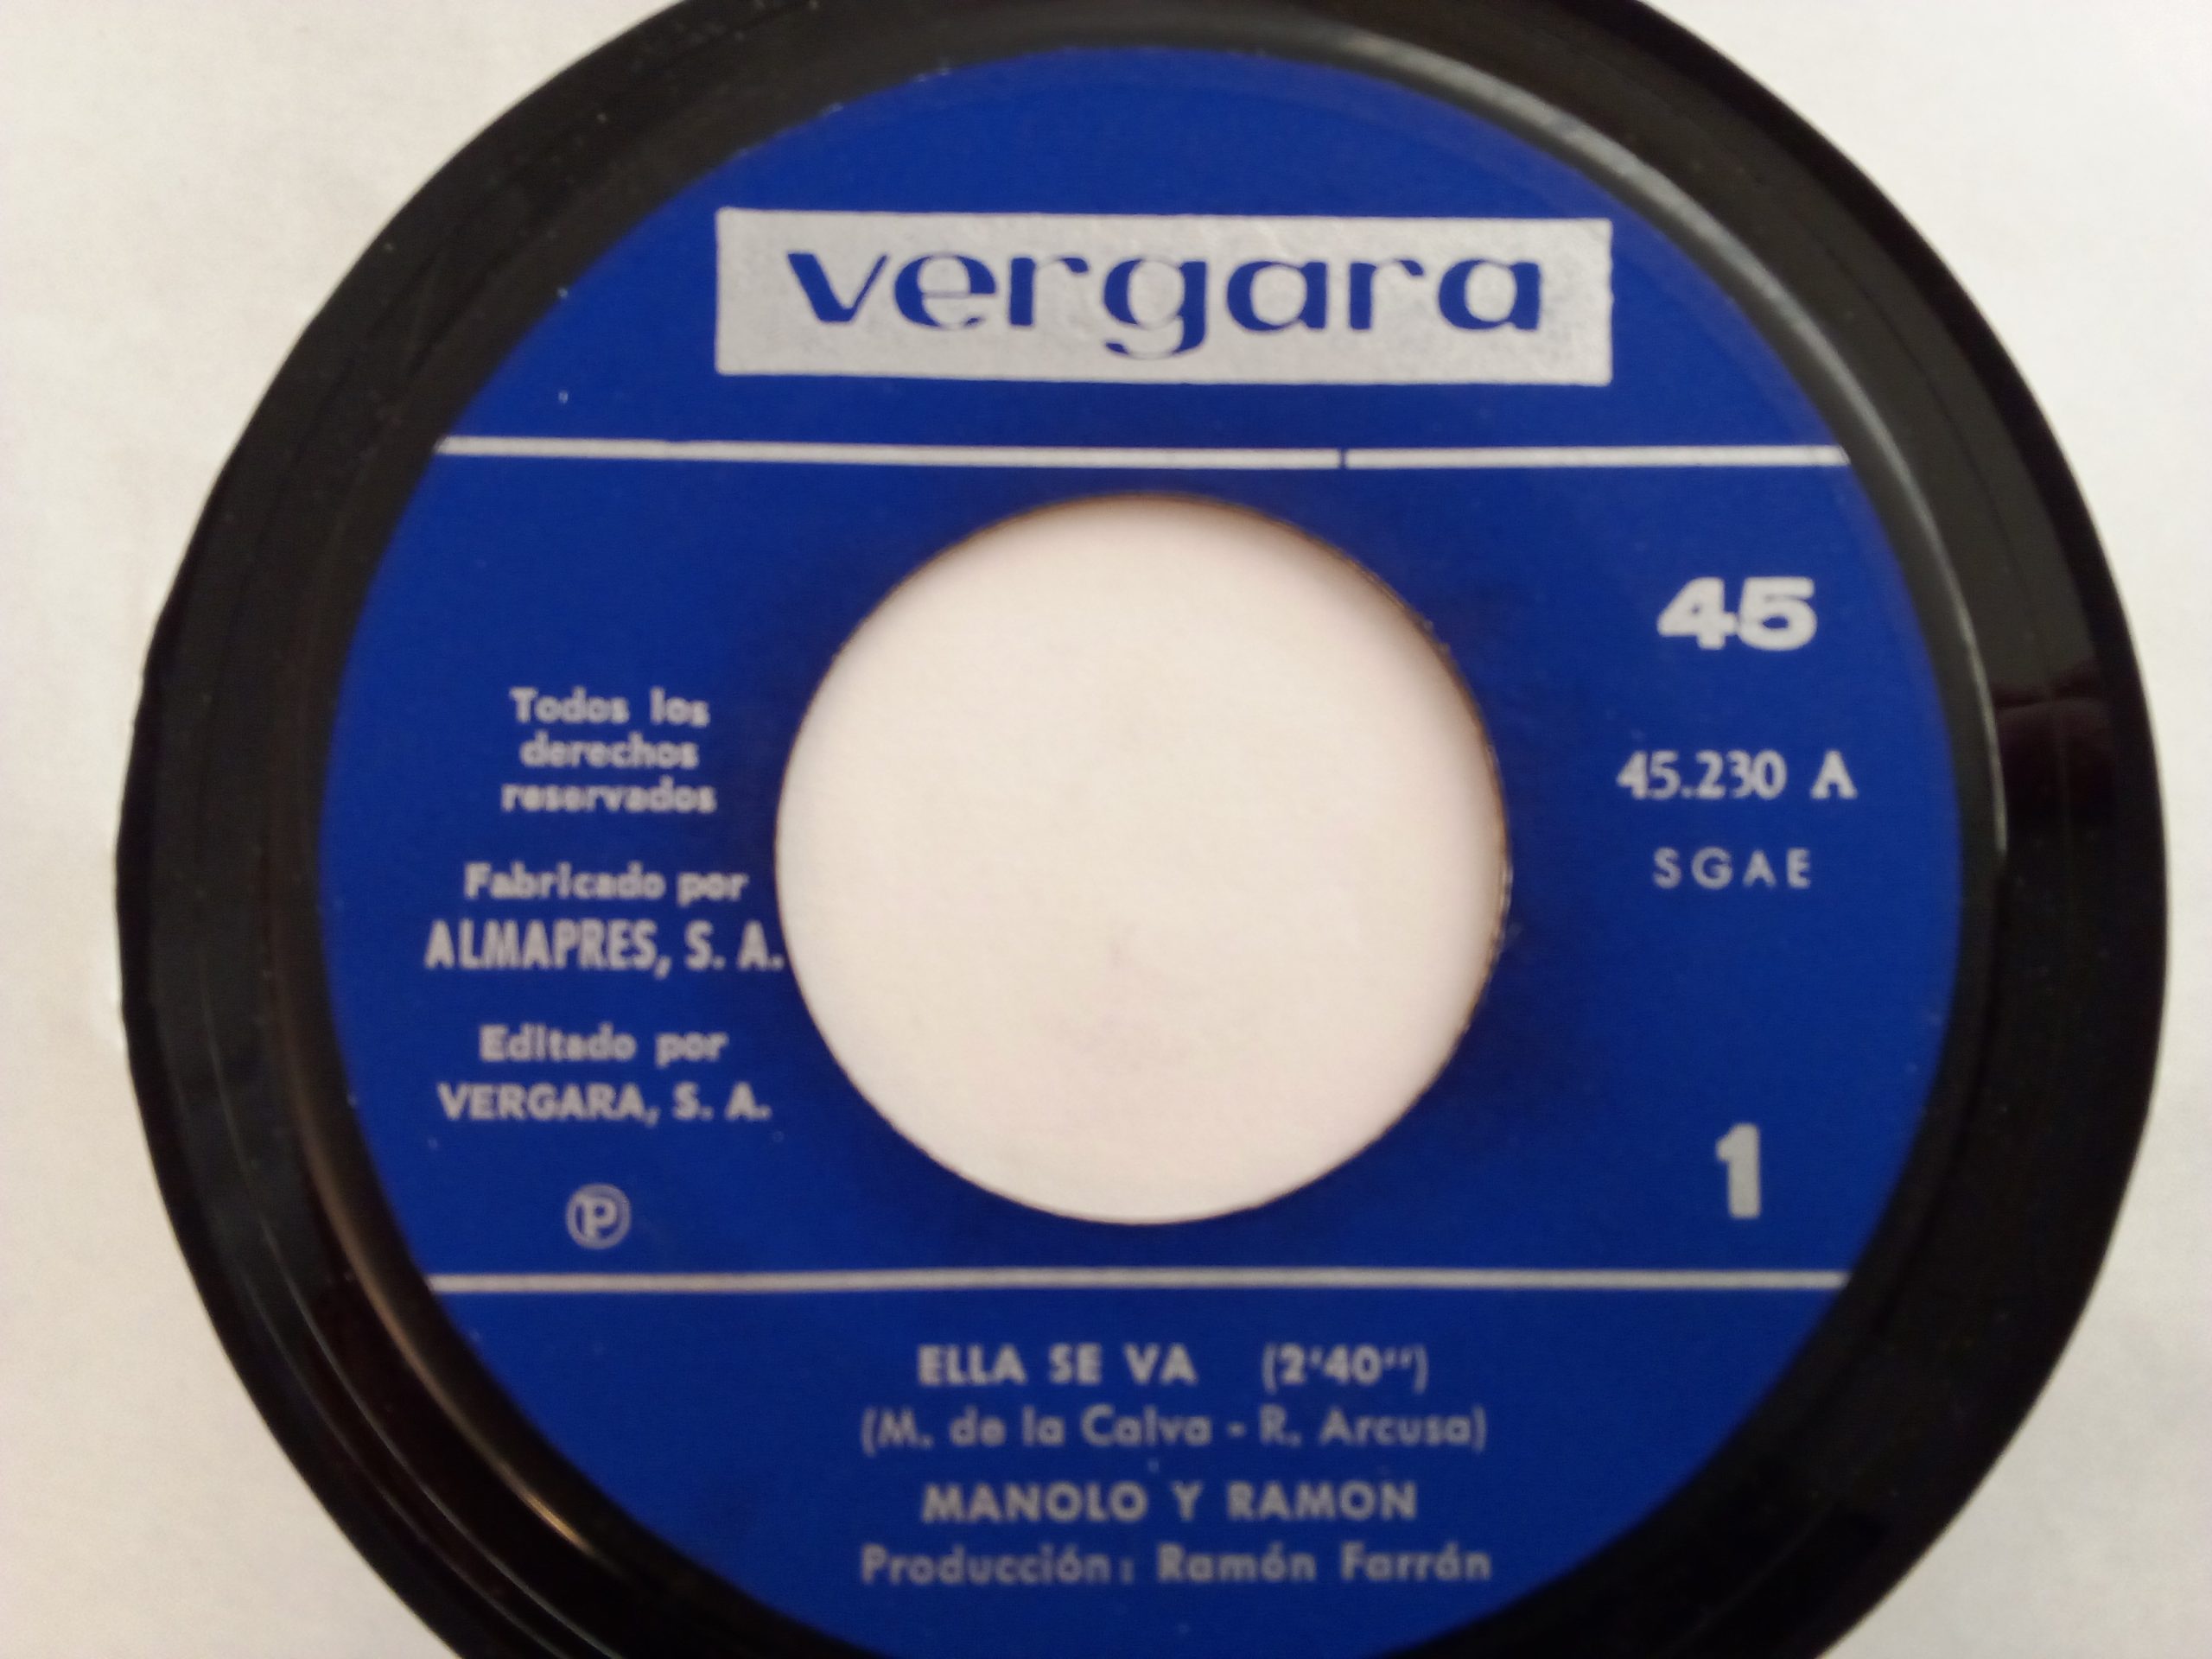 vergara
45
Todos los
derechos
reservados
45.230 A
SGAE
Fabricado por
ALMAPRES, S. A.
Editado por
VERGARA, S. A.
1
Ⓟ
ELLA SE VA (2'40'')
(M. de la Calva - R. Arcusa)
MANOLO Y RAMON
Producción: Ramón Farrán